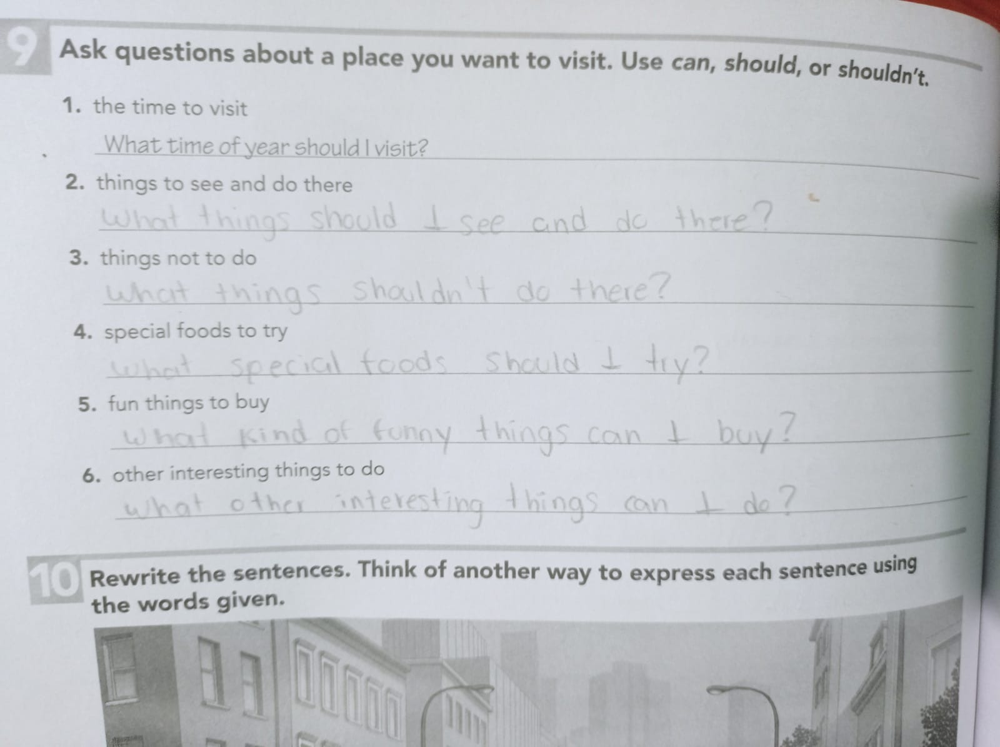 9 Ask questions about a place you want to visit. Use can, should, or shouldn't.
1. the time to visit
What time of year should I visit?
2. things to see and do there
What things should I see and do there?
3. things not to do
What things shouldn't do there?
4. special foods to try
What special foods should I try?
5. fun things to buy
What kind of funny things can I buy?
6. other interesting things to do
What other interesting things can I do?
10 Rewrite the sentences. Think of another way to express each sentence using
the words given.